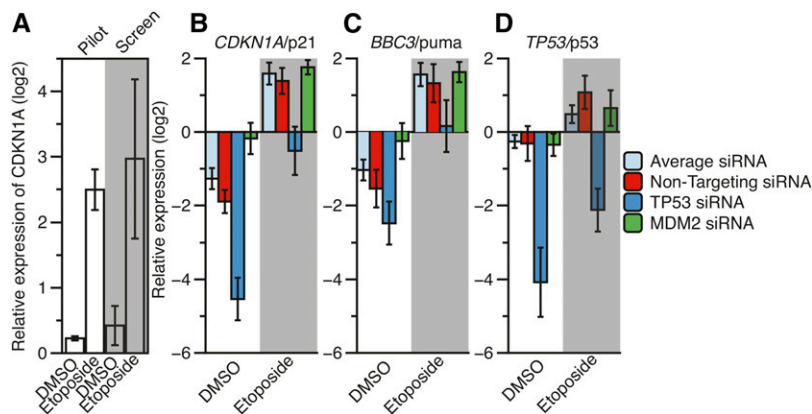 A
Pilot
Screen
Relative expression of CDKN1A (log2)
4
3
2
1
0
DMSO
Etoposide
DMSO
Etoposide
B
CDKN1A/p21
Relative expression (log2)
2
0
−2
−4
−6
DMSO
Etoposide
C
BBC3/puma
2
0
−2
−4
−6
DMSO
Etoposide
D
TP53/p53
2
0
−2
−4
−6
DMSO
Etoposide
Average siRNA
Non-Targeting siRNA
TP53 siRNA
MDM2 siRNA